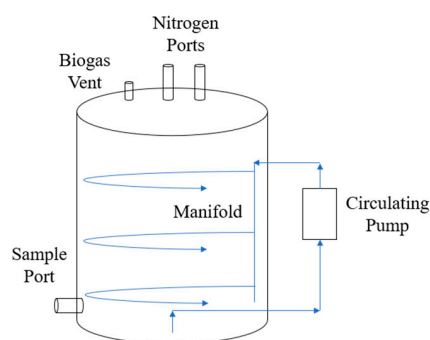 Nitrogen
Ports
Biogas
Vent
Manifold
Circulating
Pump
Sample
Port